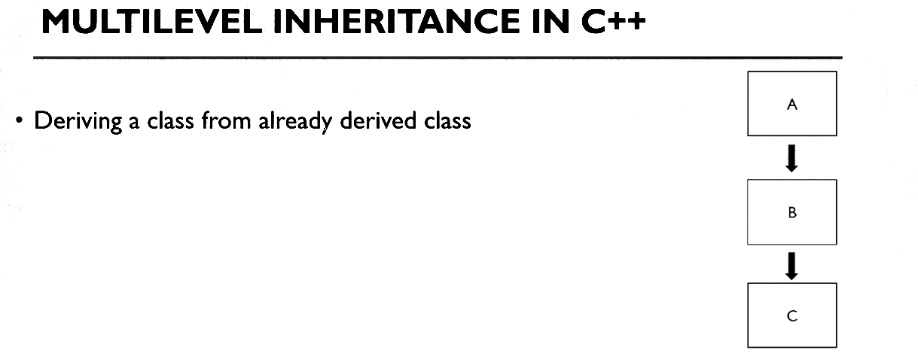 MULTILEVEL INHERITANCE IN C++
• Deriving a class from already derived class
A
B
C